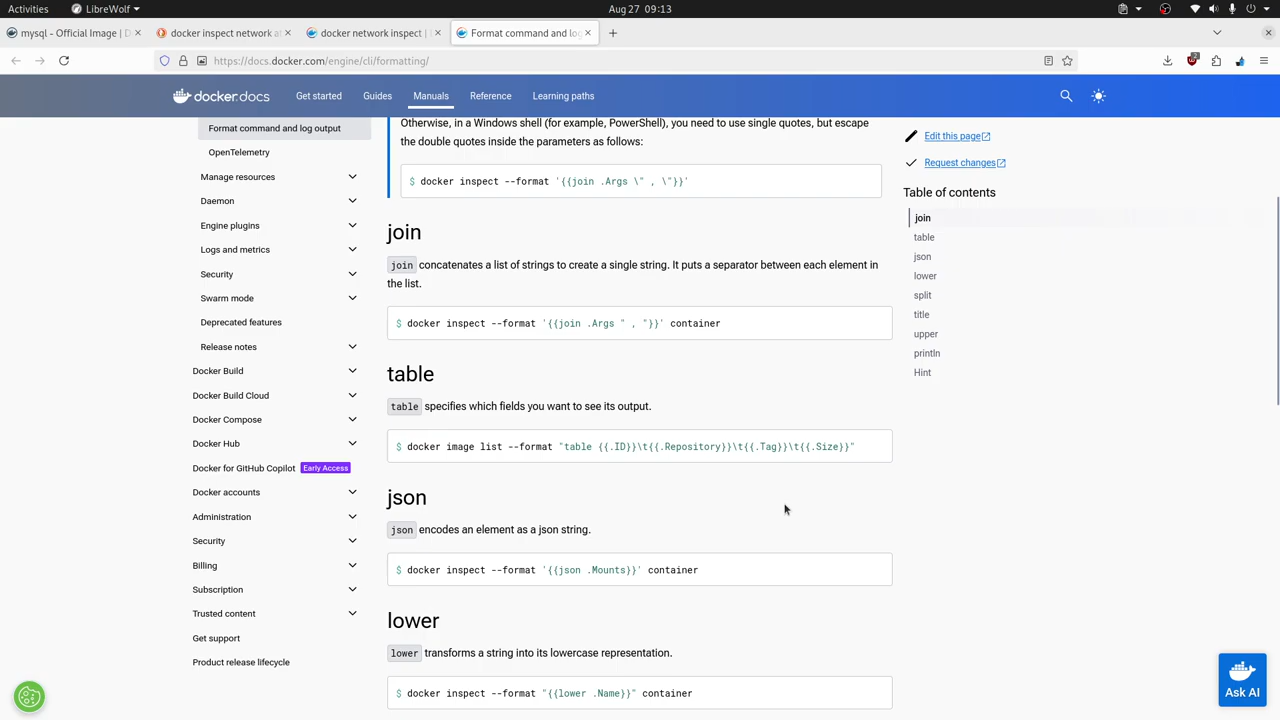 Activities
LibreWolf
Aug 27 09:13
mysql - Official Image | D
docker inspect network a
docker network inspect |
Format command and log
https://docs.docker.com/engine/cli/formatting/
docker.docs
Get started
Guides
Manuals
Reference
Learning paths
Format command and log output
OpenTelemetry
Manage resources
Daemon
Engine plugins
Logs and metrics
Security
Swarm mode
Deprecated features
Release notes
Docker Build
Docker Build Cloud
Docker Compose
Docker Hub
Docker for GitHub Copilot Early Access
Docker accounts
Administration
Security
Billing
Subscription
Trusted content
Get support
Product release lifecycle
Otherwise, in a Windows shell (for example, PowerShell), you need to use single quotes, but escape
the double quotes inside the parameters as follows:
$ docker inspect --format '{{join .Args \" , \"}}'
join
join concatenates a list of strings to create a single string. It puts a separator between each element in
the list.
$ docker inspect --format '{{join .Args " , "}}' container
table
table specifies which fields you want to see its output.
$ docker image list --format "table {{.ID}}\t{{.Repository}}\t{{.Tag}}\t{{.Size}}"
json
json encodes an element as a json string.
$ docker inspect --format '{{json .Mounts}}' container
lower
lower transforms a string into its lowercase representation.
$ docker inspect --format "{{lower .Name}}" container
Edit this page
Request changes
Table of contents
join
table
json
lower
split
title
upper
println
Hint
Ask AI